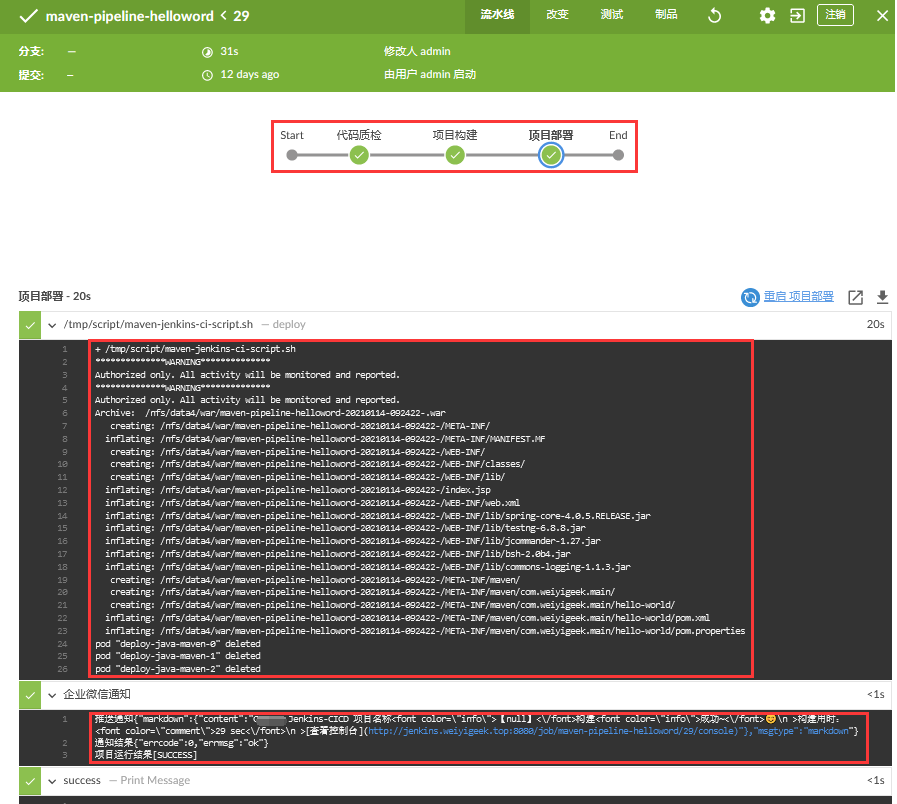 maven-pipeline-helloword < 29
流水线 改变 测试 制品 注销
分支: — 31s 修改人 admin
提交: – 12 days ago 由用户 admin 启动
Start 代码质检 项目构建 项目部署 End
项目部署 - 20s 重启 项目部署
/tmp/script/maven-jenkins-ci-script.sh — deploy 20s
1 + /tmp/script/maven-jenkins-ci-script.sh
2 **************WARNING**************
3 Authorized only. All activity will be monitored and reported.
4 **************WARNING**************
5 Authorized only. All activity will be monitored and reported.
6 Archive: /nfs/data4/war/maven-pipeline-helloword-20210114-092422-.war
7 creating: /nfs/data4/war/maven-pipeline-helloword-20210114-092422-/META-INF/
8 inflating: /nfs/data4/war/maven-pipeline-helloword-20210114-092422-/META-INF/MANIFEST.MF
9 creating: /nfs/data4/war/maven-pipeline-helloword-20210114-092422-/WEB-INF/
10 creating: /nfs/data4/war/maven-pipeline-helloword-20210114-092422-/WEB-INF/classes/
11 creating: /nfs/data4/war/maven-pipeline-helloword-20210114-092422-/WEB-INF/lib/
12 inflating: /nfs/data4/war/maven-pipeline-helloword-20210114-092422-/index.jsp
13 inflating: /nfs/data4/war/maven-pipeline-helloword-20210114-092422-/WEB-INF/web.xml
14 inflating: /nfs/data4/war/maven-pipeline-helloword-20210114-092422-/WEB-INF/lib/spring-core-4.0.5.RELEASE.jar
15 inflating: /nfs/data4/war/maven-pipeline-helloword-20210114-092422-/WEB-INF/lib/testng-6.8.8.jar
16 inflating: /nfs/data4/war/maven-pipeline-helloword-20210114-092422-/WEB-INF/lib/jcommander-1.27.jar
17 inflating: /nfs/data4/war/maven-pipeline-helloword-20210114-092422-/WEB-INF/lib/bsh-2.0b4.jar
18 inflating: /nfs/data4/war/maven-pipeline-helloword-20210114-092422-/WEB-INF/lib/commons-logging-1.1.3.jar
19 creating: /nfs/data4/war/maven-pipeline-helloword-20210114-092422-/META-INF/maven/
20 creating: /nfs/data4/war/maven-pipeline-helloword-20210114-092422-/META-INF/maven/com.weiyigeek.main/
21 creating: /nfs/data4/war/maven-pipeline-helloword-20210114-092422-/META-INF/maven/com.weiyigeek.main/hello-world/
22 inflating: /nfs/data4/war/maven-pipeline-helloword-20210114-092422-/META-INF/maven/com.weiyigeek.main/hello-world/pom.xml
23 inflating: /nfs/data4/war/maven-pipeline-helloword-20210114-092422-/META-INF/maven/com.weiyigeek.main/hello-world/pom.properties
24 pod "deploy-java-maven-0" deleted
25 pod "deploy-java-maven-1" deleted
26 pod "deploy-java-maven-2" deleted
企业微信通知 <1s
1 推送通知{"markdown":{"content":" Jenkins-CICD 项目名称<font color=\"info\">【null】<\/font>构建<font color=\"info\">成功~<\/font>😊\n >构建用时:
<font color=\"comment\">29 sec<\/font>\n >[查看控制台](http://jenkins.weiyigeek.top:8080/job/maven-pipeline-helloword/29/console)"},"msgtype":"markdown"}
2 通知结果{"errcode":0,"errmsg":"ok"}
3 项目运行结果[SUCCESS]
success — Print Message <1s